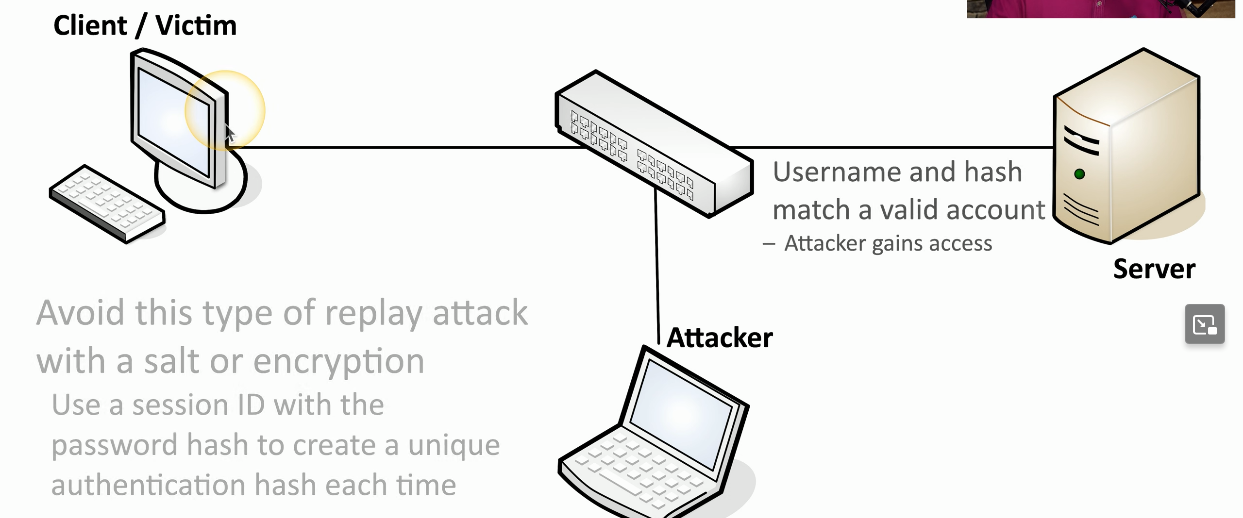 Client / Victim
Username and hash
match a valid account
– Attacker gains access
Server
Avoid this type of replay attack
with a salt or encryption
Use a session ID with the
password hash to create a unique
authentication hash each time
Attacker